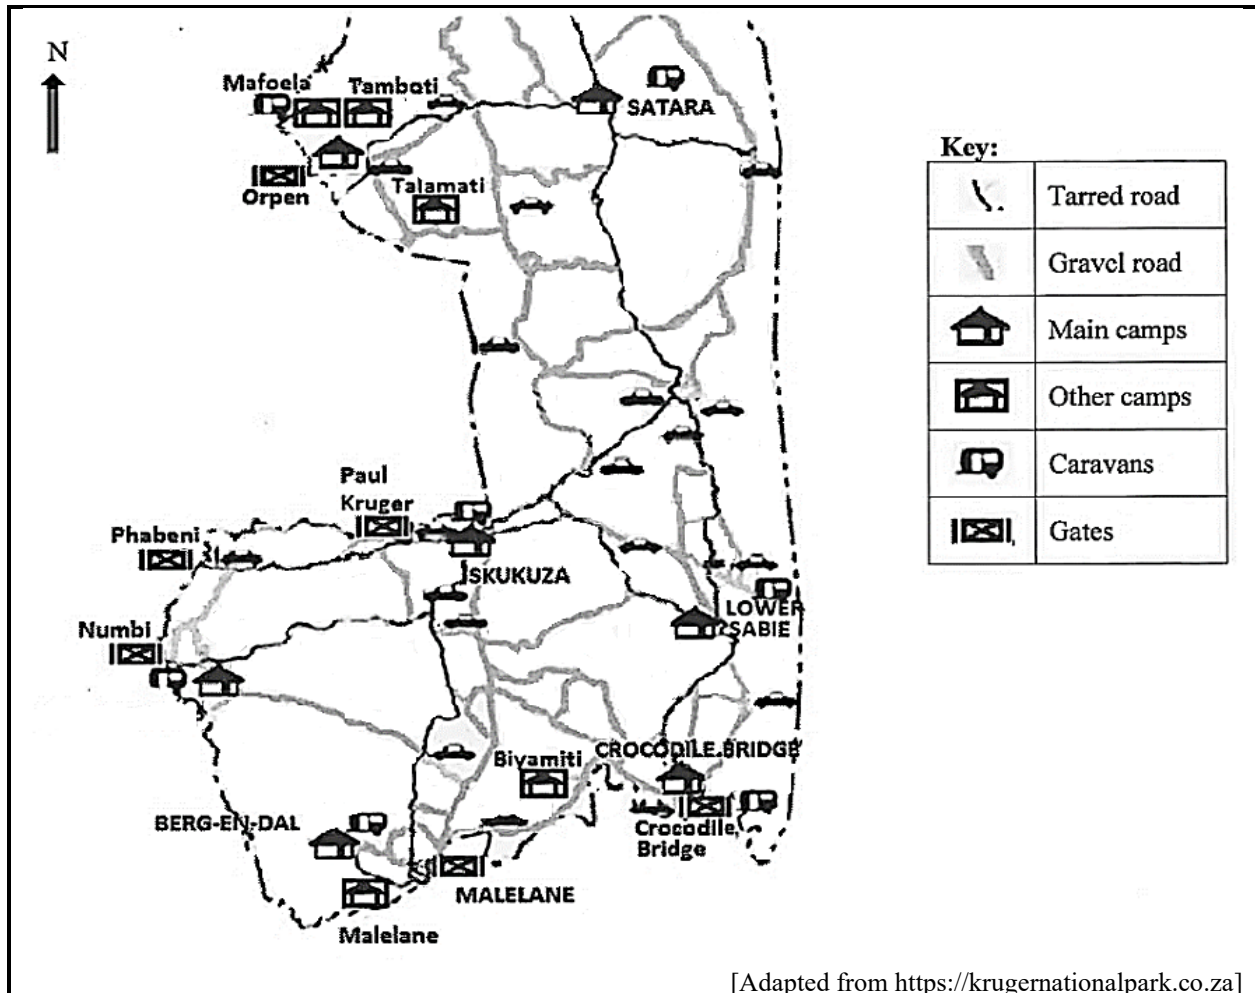 N
Mafoela
Tamboti
SATARA
Orpen
Talamati
Paul
Kruger
Phabeni
SKUKUZA
Numbi
LOWER
SABIE
Biyamiti
CROCODILE BRIDGE
BERG-EN-DAL
Crocodile
Bridge
MALELANE
Malelane
Key:
Tarred road
Gravel road
Main camps
Other camps
Caravans
Gates
[Adapted from https://krugernationalpark.co.za]